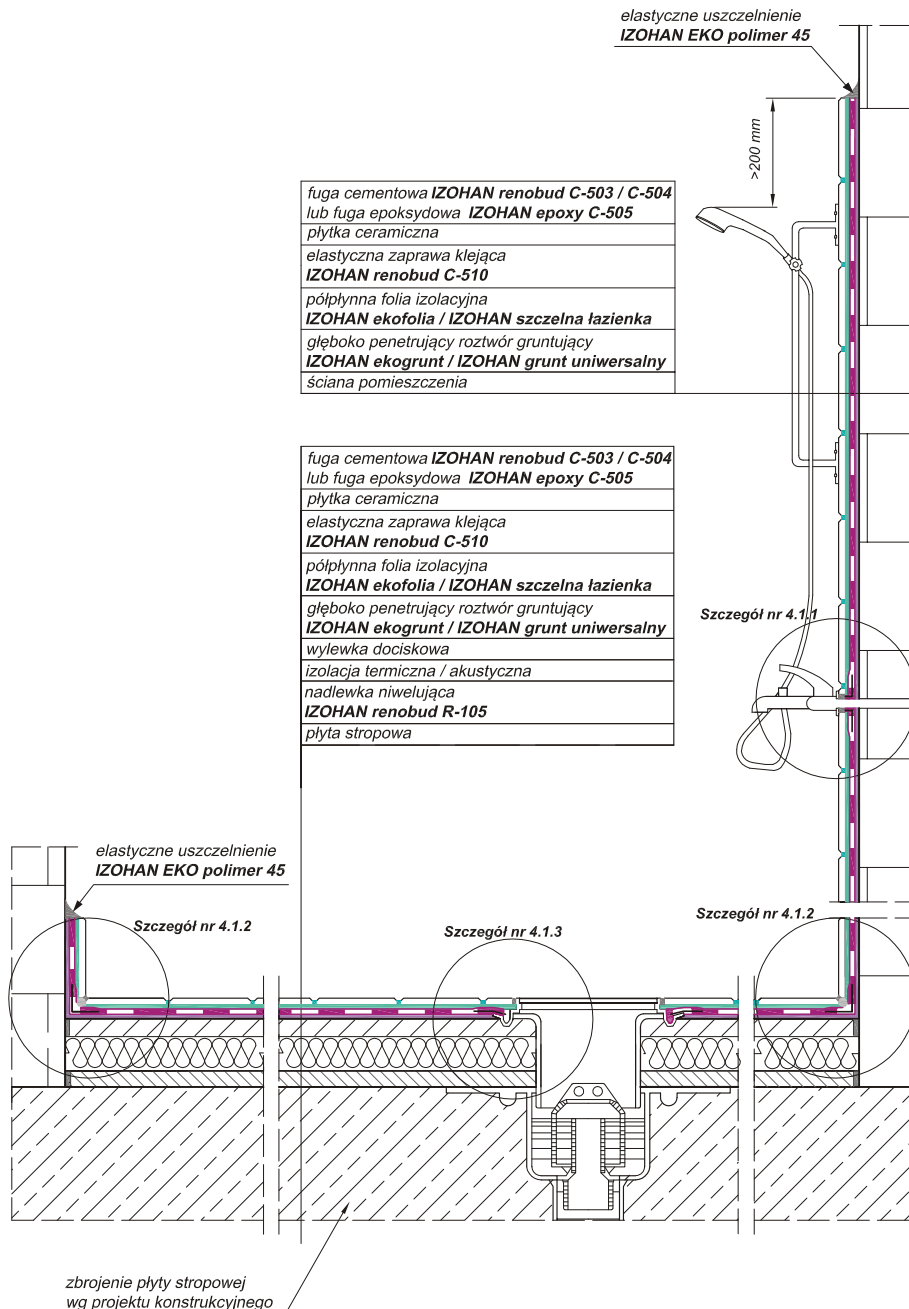 elastyczne uszczelnienie
IZOHAN EKO polimer 45
>200 mm
fuga cementowa IZOHAN renobud C-503 / C-504
lub fuga epoksydowa IZOHAN epoxy C-505
płytka ceramiczna
elastyczna zaprawa klejąca
IZOHAN renobud C-510
półpłynna folia izolacyjna
IZOHAN ekofolia / IZOHAN szczelna łazienka
głęboko penetrujący roztwór gruntujący
IZOHAN ekogrunt / IZOHAN grunt uniwersalny
ściana pomieszczenia
fuga cementowa IZOHAN renobud C-503 / C-504
lub fuga epoksydowa IZOHAN epoxy C-505
płytka ceramiczna
elastyczna zaprawa klejąca
IZOHAN renobud C-510
półpłynna folia izolacyjna
IZOHAN ekofolia / IZOHAN szczelna łazienka
głęboko penetrujący roztwór gruntujący
IZOHAN ekogrunt / IZOHAN grunt uniwersalny
wylewka dociskowa
izolacja termiczna / akustyczna
nadlewka niwelująca
IZOHAN renobud R-105
płyta stropowa
Szczegół nr 4.1.1
elastyczne uszczelnienie
IZOHAN EKO polimer 45
Szczegół nr 4.1.2
Szczegół nr 4.1.3
Szczegół nr 4.1.2
zbrojenie płyty stropowej
wg projektu konstrukcyjnego